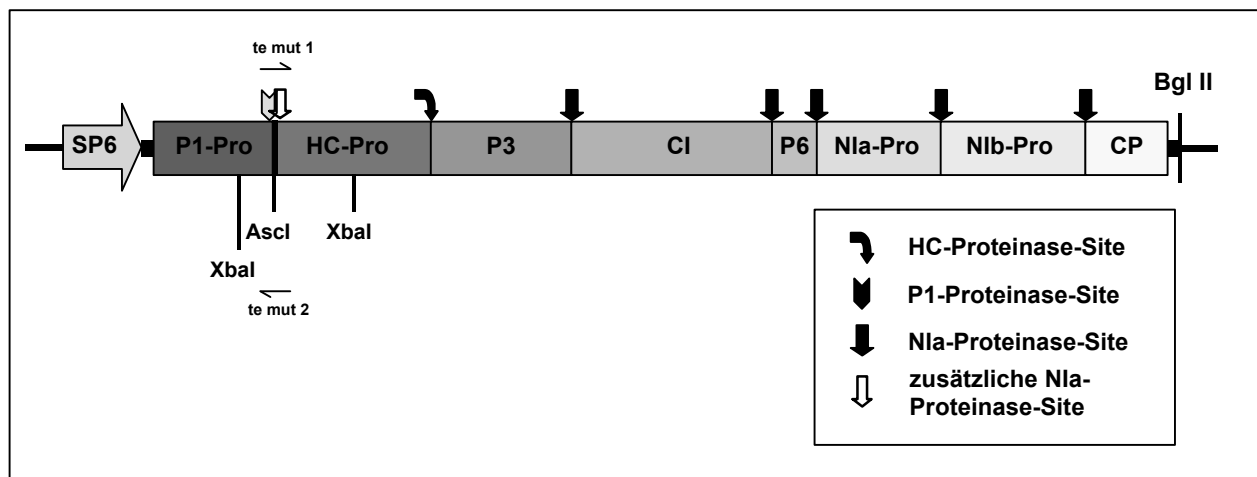 te mut 1
Bgl II
SP6
P1-Pro
HC-Pro
P3
CI
P6
NIa-Pro
NIb-Pro
CP
AscI
XbaI
XbaI
te mut 2
HC-Proteinase-Site
P1-Proteinase-Site
NIa-Proteinase-Site
zusätzliche NIa-
Proteinase-Site